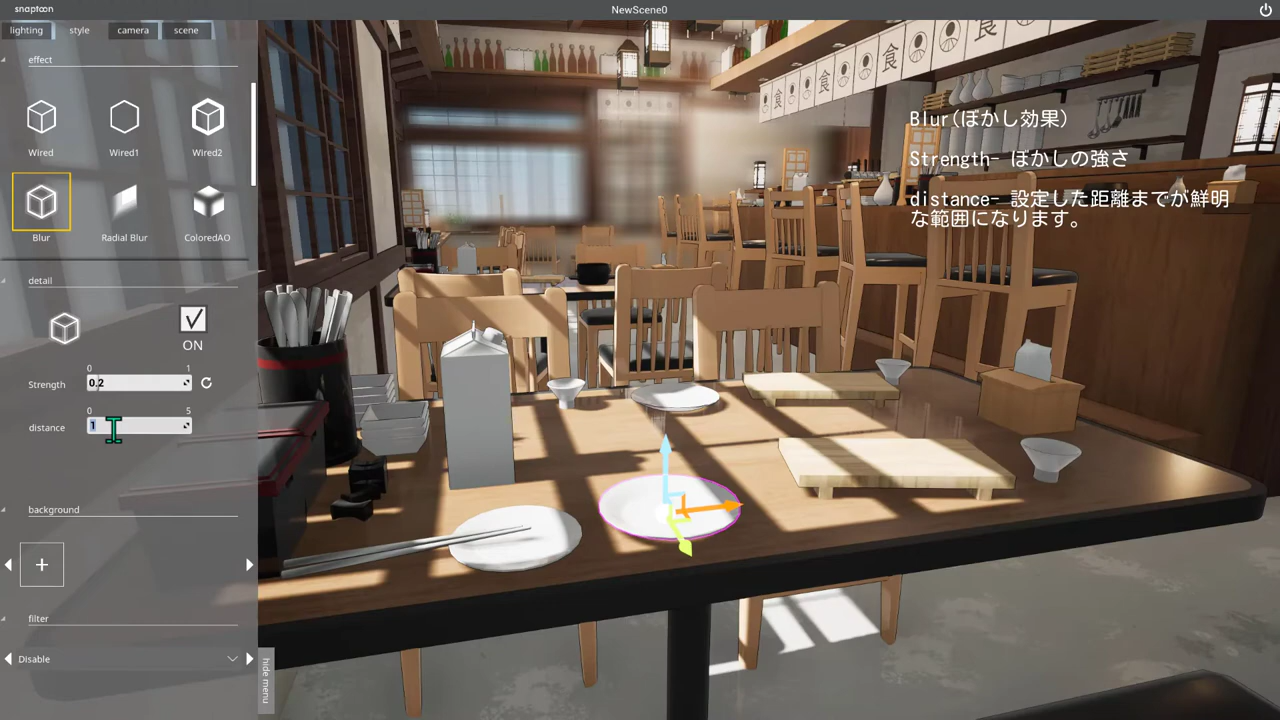 snaptoon
NewScene0
lighting
style
camera
scene
effect
Wired
Wired1
Wired2
Blur
Radial Blur
ColoredAO
detail
ON
0 1
Strength 0.2
0 5
distance 1
background
+
filter
Disable
hide menu
食
食
食
Blur(ぼかし効果)
Strength- ぼかしの強さ
distance- 設定した距離までが鮮明
な範囲になります。